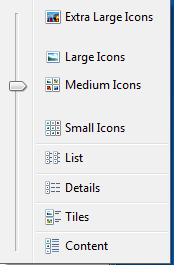 Extra Large Icons
Large Icons
Medium Icons
Small Icons
List
Details
Tiles
Content